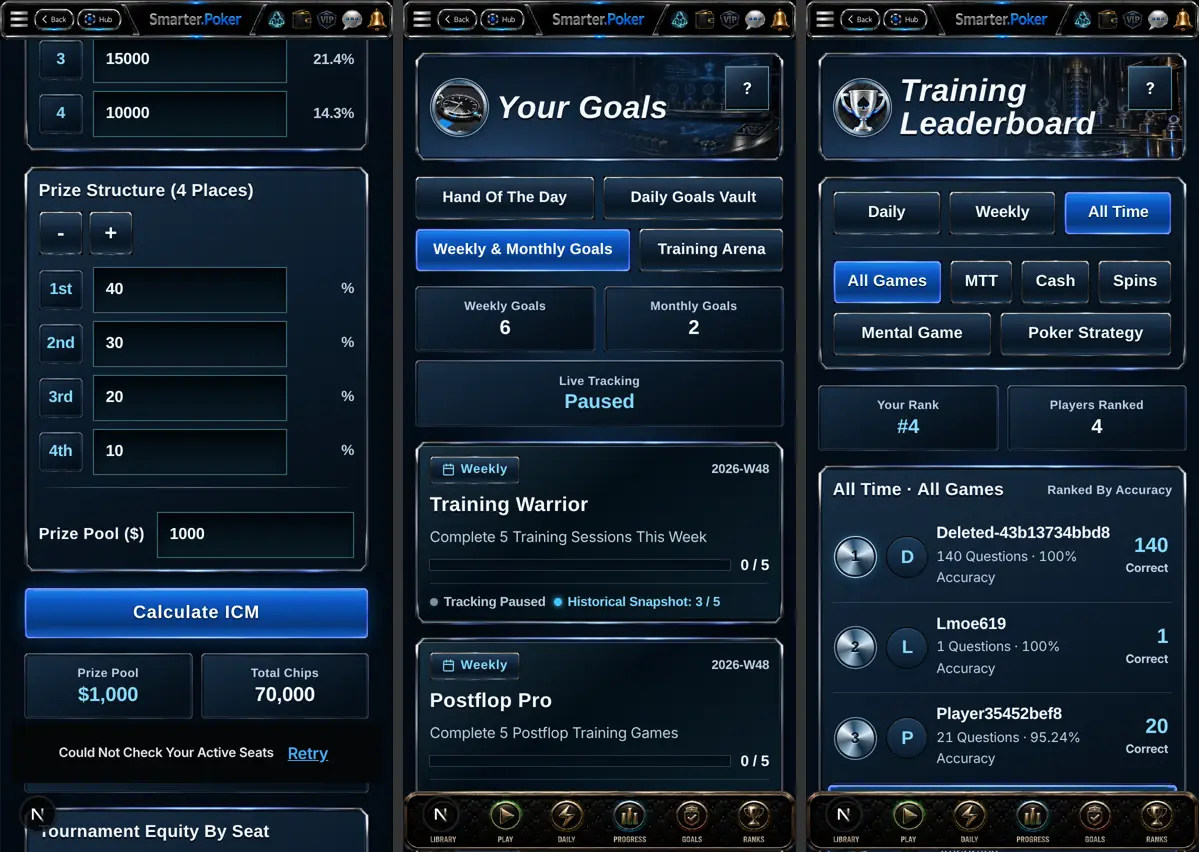 Back
Hub
Smarter.Poker
VIP
3
15000
21.4%
4
10000
14.3%
Prize Structure (4 Places)
-
+
1st
40
%
2nd
30
%
3rd
20
%
4th
10
%
Prize Pool ($)
1000
Calculate ICM
Prize Pool
$1,000
Total Chips
70,000
Could Not Check Your Active Seats Retry
N
Tournament Equity By Seat
Back
Hub
Smarter.Poker
VIP
Your Goals
?
Hand Of The Day
Daily Goals Vault
Weekly & Monthly Goals
Training Arena
Weekly Goals
6
Monthly Goals
2
Live Tracking
Paused
Weekly
2026-W48
Training Warrior
Complete 5 Training Sessions This Week
0 / 5
Tracking Paused
Historical Snapshot: 3 / 5
Weekly
2026-W48
Postflop Pro
Complete 5 Postflop Training Games
0 / 5
N
LIBRARY
PLAY
DAILY
PROGRESS
GOALS
RANKS
Back
Hub
Smarter.Poker
VIP
Training
Leaderboard
?
Daily
Weekly
All Time
All Games
MTT
Cash
Spins
Mental Game
Poker Strategy
Your Rank
#4
Players Ranked
4
All Time · All Games
Ranked By Accuracy
1
D
Deleted-43b13734bbd8
140 Questions · 100%
Accuracy
140
Correct
2
L
Lmoe619
1 Questions · 100%
Accuracy
1
Correct
3
P
Player35452bef8
21 Questions · 95.24%
Accuracy
20
Correct
N
LIBRARY
PLAY
DAILY
PROGRESS
GOALS
RANKS